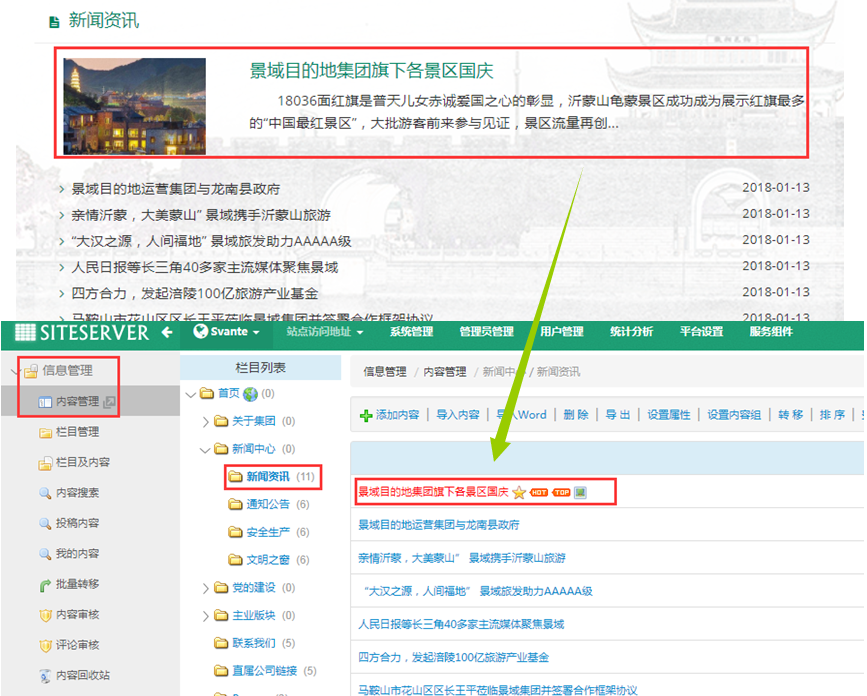 新闻资讯
景域目的地集团旗下各景区国庆
18036面红旗是普天儿女赤诚爱国之心的彰显，沂蒙山龟蒙景区成功成为展示红旗最多
的“中国最红景区”，大批游客前来参与见证，景区流量再创...
景域目的地运营集团与龙南县政府 2018-01-13
亲情沂蒙，大美蒙山” 景域携手沂蒙山旅游 2018-01-13
“大汉之源，人间福地” 景域旅发助力AAAAA级 2018-01-13
人民日报等长三角40多家主流媒体聚焦景域 2018-01-13
四方合力，发起涪陵100亿旅游产业基金 2018-01-13
马鞍山市花山区区长王平莅临景域集团并签署合作框架协议 2018-01-13
SITESERVER Svante 站点访问地址 系统管理 管理员管理 用户管理 统计分析 平台设置 服务组件
信息管理
内容管理
栏目管理
栏目及内容
内容搜索
投稿内容
我的内容
批量转移
内容审核
评论审核
内容回收站
栏目列表
首页 (0)
关于集团 (0)
新闻中心 (0)
新闻资讯 (11)
通知公告 (6)
安全生产 (6)
文明之窗 (6)
党的建设 (0)
主业版块 (0)
联系我们 (5)
直属公司链接 (5)
信息管理 / 内容管理 / 新闻中 / 新闻资讯
添加内容 | 导入内容 | 导入Word | 删 除 | 导 出 | 设置属性 | 设置内容组 | 转 移 | 排 序 |
景域目的地集团旗下各景区国庆 HOT TOP
景域目的地运营集团与龙南县政府
亲情沂蒙，大美蒙山” 景域携手沂蒙山旅游
“大汉之源，人间福地” 景域旅发助力AAAAA级
人民日报等长三角40多家主流媒体聚焦景域
四方合力，发起涪陵100亿旅游产业基金
马鞍山市花山区区长王平莅临景域集团并签署合作框架协议